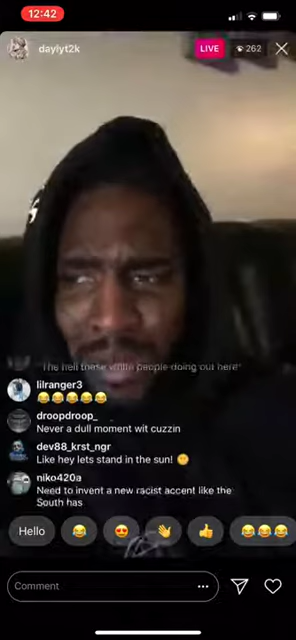 12:42
daylyt2k
LIVE
262
"The hell these white people doing out here"
lilranger3
😂😂😂😂😂
droopdroop_
Never a dull moment wit cuzzin
dev88_krst_ngr
Like hey lets stand in the sun!
niko420a
Need to invent a new racist accent like the
South has
Hello
Comment